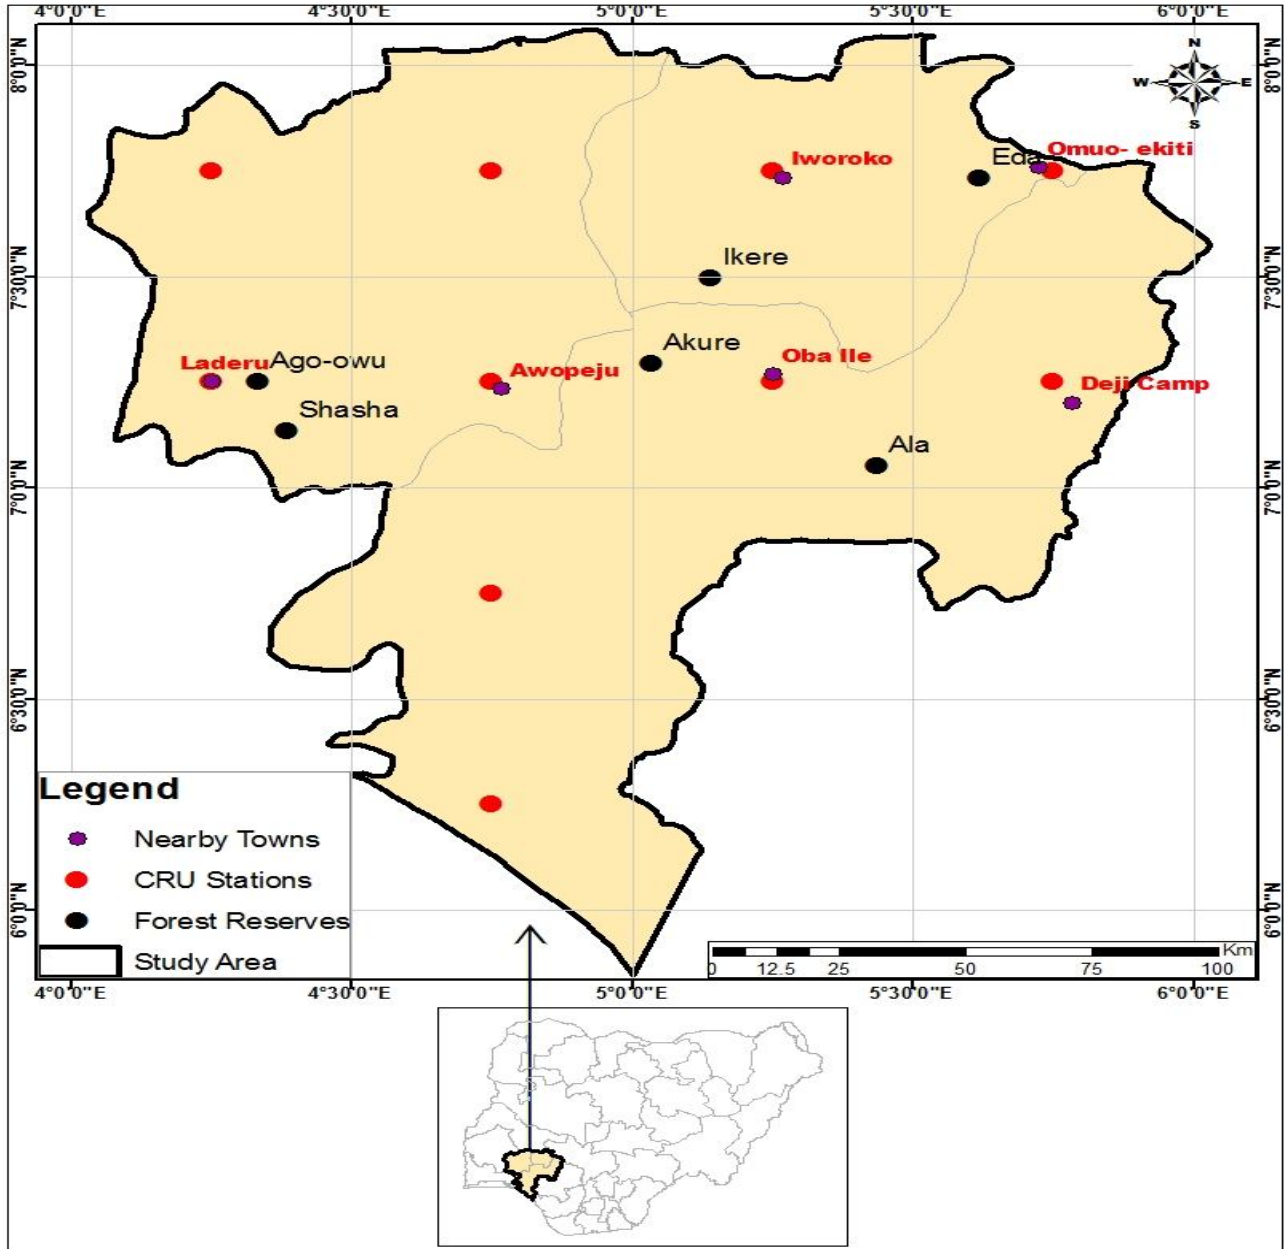 4°0'0"E 4°30'0"E 5°0'0"E 5°30'0"E 6°0'0"E
N
W E
S
8°0'0"N
8°0'0"N
Iworoko
Eda
Omuo- ekiti
Ikere
7°30'0"N
7°30'0"N
Akure
Oba Ile
Laderu
Ago-owu
Awopeju
Deji Camp
Shasha
Ala
7°0'0"N
7°0'0"N
6°30'0"N
6°30'0"N
Legend
Nearby Towns
CRU Stations
Forest Reserves
Study Area
6°0'0"N
6°0'0"N
Km
0 12.5 25 50 75 100
4°0'0"E 4°30'0"E 5°0'0"E 5°30'0"E 6°0'0"E